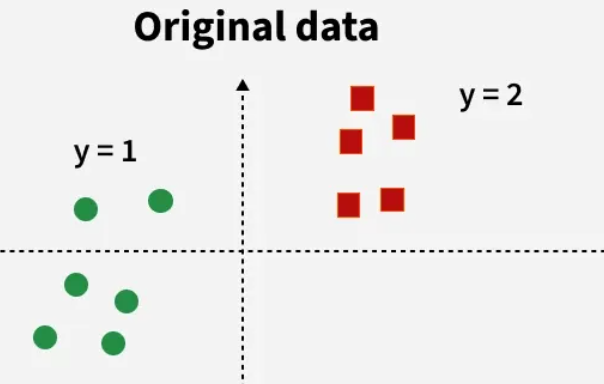 Original data
y = 2
y = 1